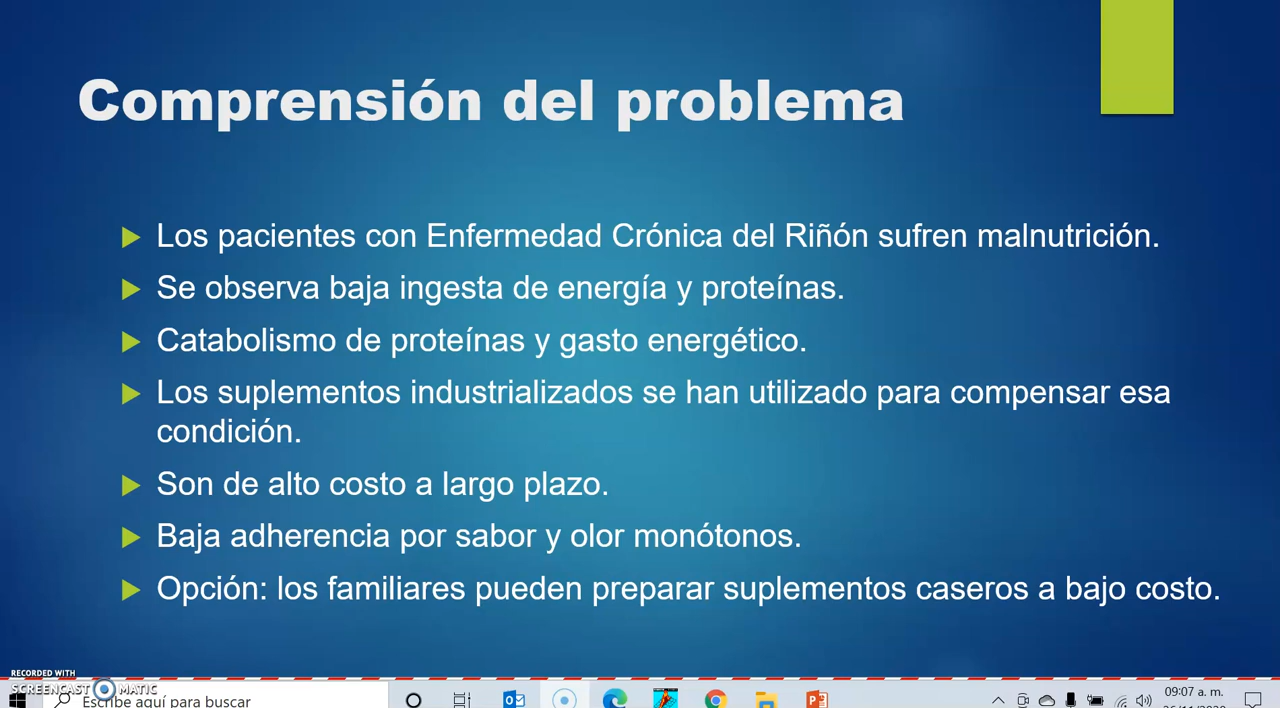 Comprensión del problema
Los pacientes con Enfermedad Crónica del Riñón sufren malnutrición.
Se observa baja ingesta de energía y proteínas.
Catabolismo de proteínas y gasto energético.
Los suplementos industrializados se han utilizado para compensar esa
condición.
Son de alto costo a largo plazo.
Baja adherencia por sabor y olor monótonos.
Opción: los familiares pueden preparar suplementos caseros a bajo costo.
RECORDED WITH
SCREENCAST MATIC
Escribe aquí para buscar
09:07 a. m.